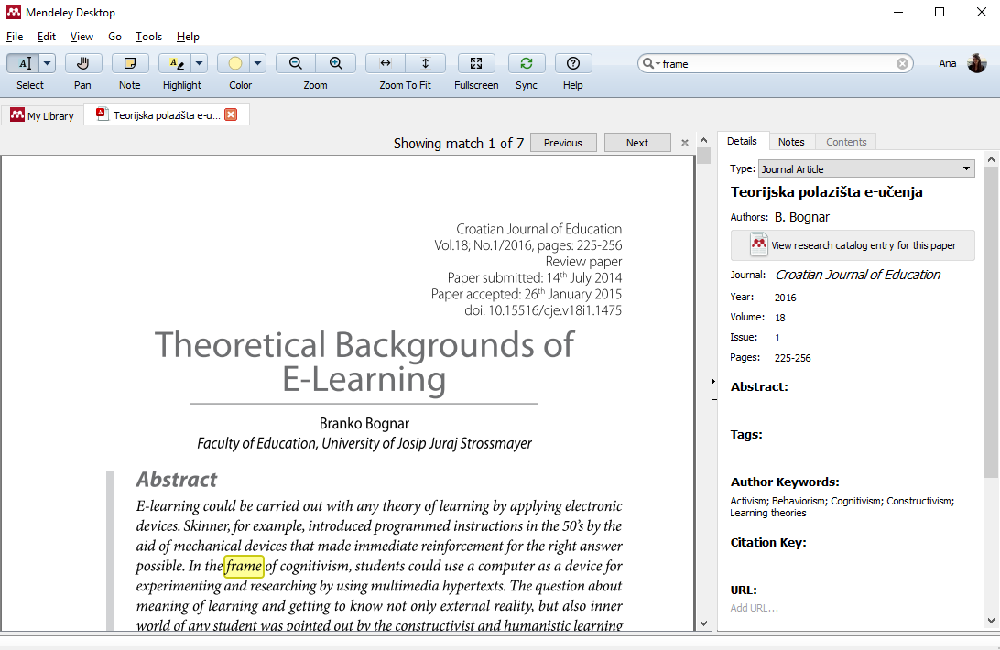 Mendeley Desktop
File Edit View Go Tools Help
frame
Ana
Select Pan Note Highlight Color Zoom Zoom To Fit Fullscreen Sync Help
My Library
Teorijska polazišta e-u...
Showing match 1 of 7 Previous Next
Croatian Journal of Education
Vol.18; No.1/2016, pages: 225-256
Review paper
Paper submitted: 14th July 2014
Paper accepted: 26th January 2015
doi: 10.15516/cje.v18i1.1475
Theoretical Backgrounds of
E-Learning
Branko Bognar
Faculty of Education, University of Josip Juraj Strossmayer
Abstract
E-learning could be carried out with any theory of learning by applying electronic
devices. Skinner, for example, introduced programmed instructions in the 50’s by the
aid of mechanical devices that made immediate reinforcement for the right answer
possible. In the frame of cognitivism, students could use a computer as a device for
experimenting and researching by using multimedia hypertexts. The question about
meaning of learning and getting to know not only external reality, but also inner
world of any student was pointed out by the constructivist and humanistic learning
Details Notes Contents
Type: Journal Article
Teorijska polazišta e-učenja
Authors: B. Bognar
View research catalog entry for this paper
Journal: Croatian Journal of Education
Year: 2016
Volume: 18
Issue: 1
Pages: 225-256
Abstract:
Tags:
Author Keywords:
Activism; Behaviorism; Cognitivism; Constructivism;
Learning theories
Citation Key:
URL:
Add URL...